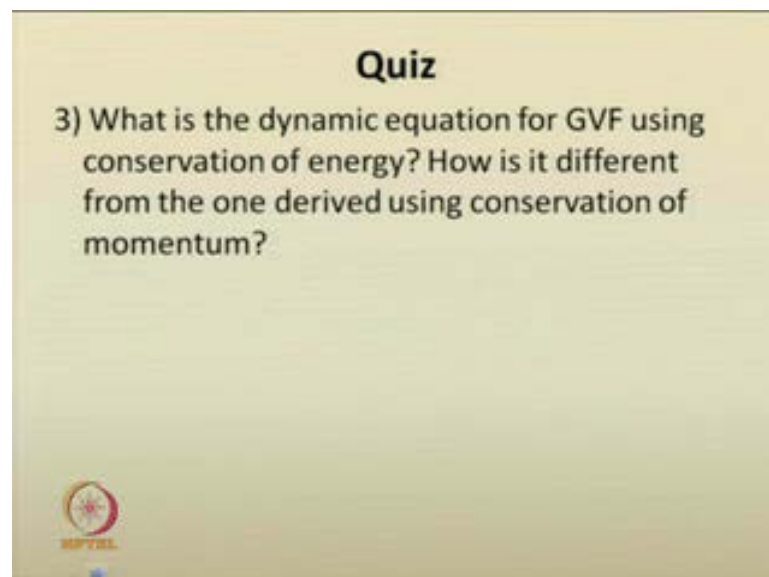 Quiz
3) What is the dynamic equation for GVF using
conservation of energy? How is it different
from the one derived using conservation of
momentum?
NPTEL